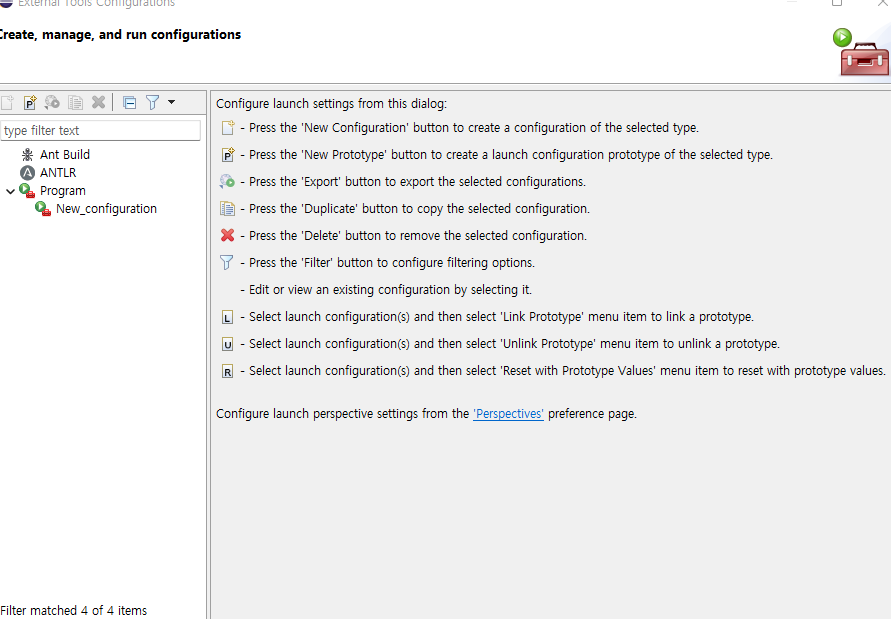 External Tools Configurations
Create, manage, and run configurations
type filter text
Ant Build
ANTLR
Program
New_configuration
Filter matched 4 of 4 items
Configure launch settings from this dialog:
- Press the 'New Configuration' button to create a configuration of the selected type.
- Press the 'New Prototype' button to create a launch configuration prototype of the selected type.
- Press the 'Export' button to export the selected configurations.
- Press the 'Duplicate' button to copy the selected configuration.
- Press the 'Delete' button to remove the selected configuration.
- Press the 'Filter' button to configure filtering options.
- Edit or view an existing configuration by selecting it.
L - Select launch configuration(s) and then select 'Link Prototype' menu item to link a prototype.
U - Select launch configuration(s) and then select 'Unlink Prototype' menu item to unlink a prototype.
R - Select launch configuration(s) and then select 'Reset with Prototype Values' menu item to reset with prototype values.
Configure launch perspective settings from the 'Perspectives' preference page.